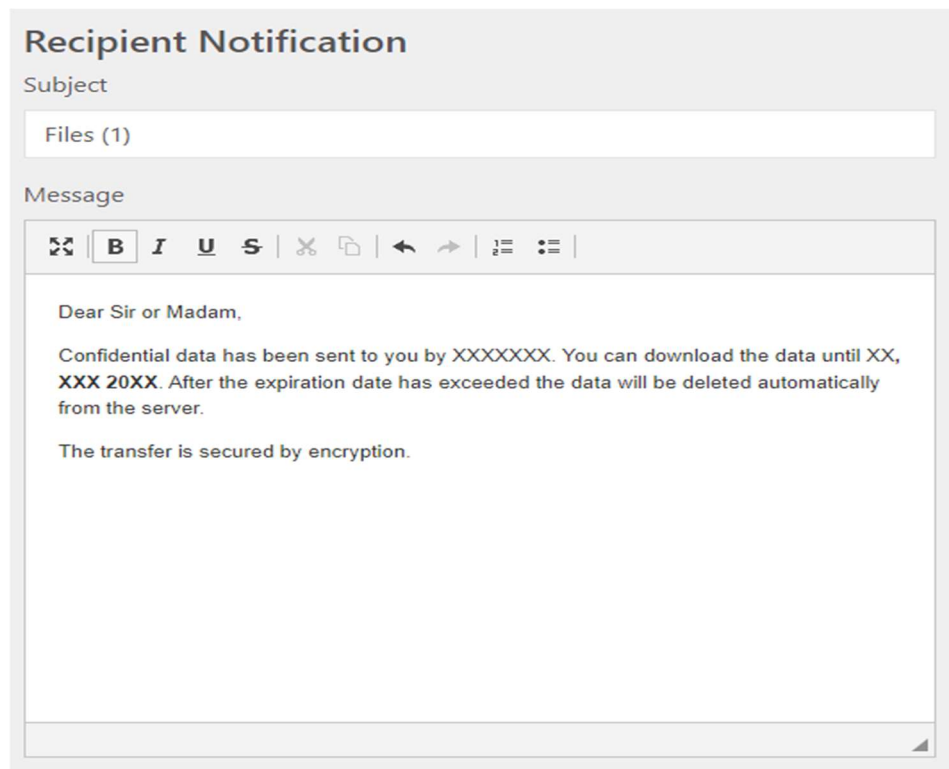 Recipient Notification
Subject
Files (1)
Message
B I U S
Dear Sir or Madam,
Confidential data has been sent to you by XXXXXXX. You can download the data until XX,
XXX 20XX. After the expiration date has exceeded the data will be deleted automatically
from the server.
The transfer is secured by encryption.